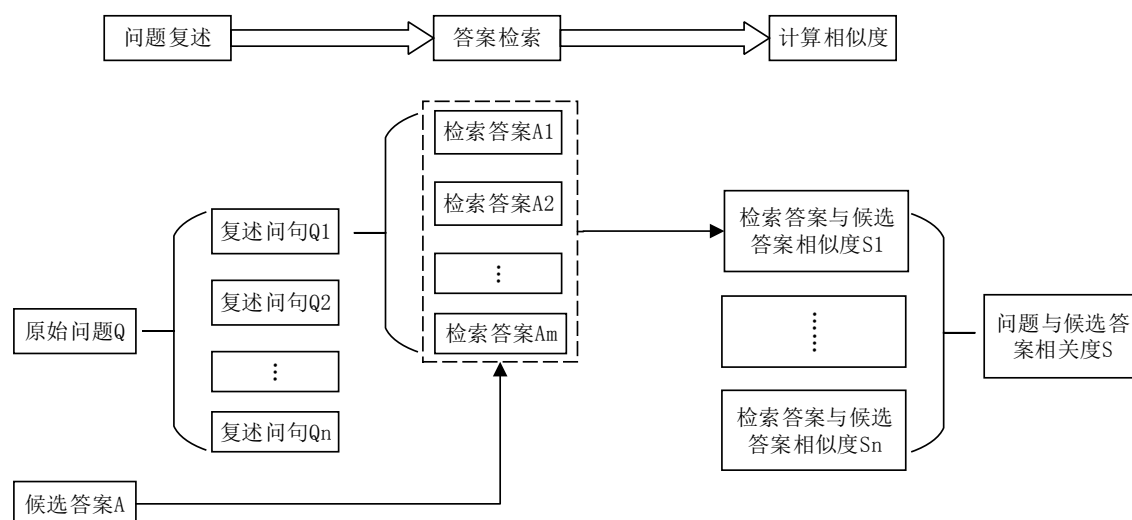 问题复述
答案检索
计算相似度
原始问题Q
候选答案A
复述问句Q1
复述问句Q2
⋮
复述问句Qn
检索答案A1
检索答案A2
⋮
检索答案Am
检索答案与候选
答案相似度S1
⋮
检索答案与候选
答案相似度Sn
问题与候选答
案相关度S